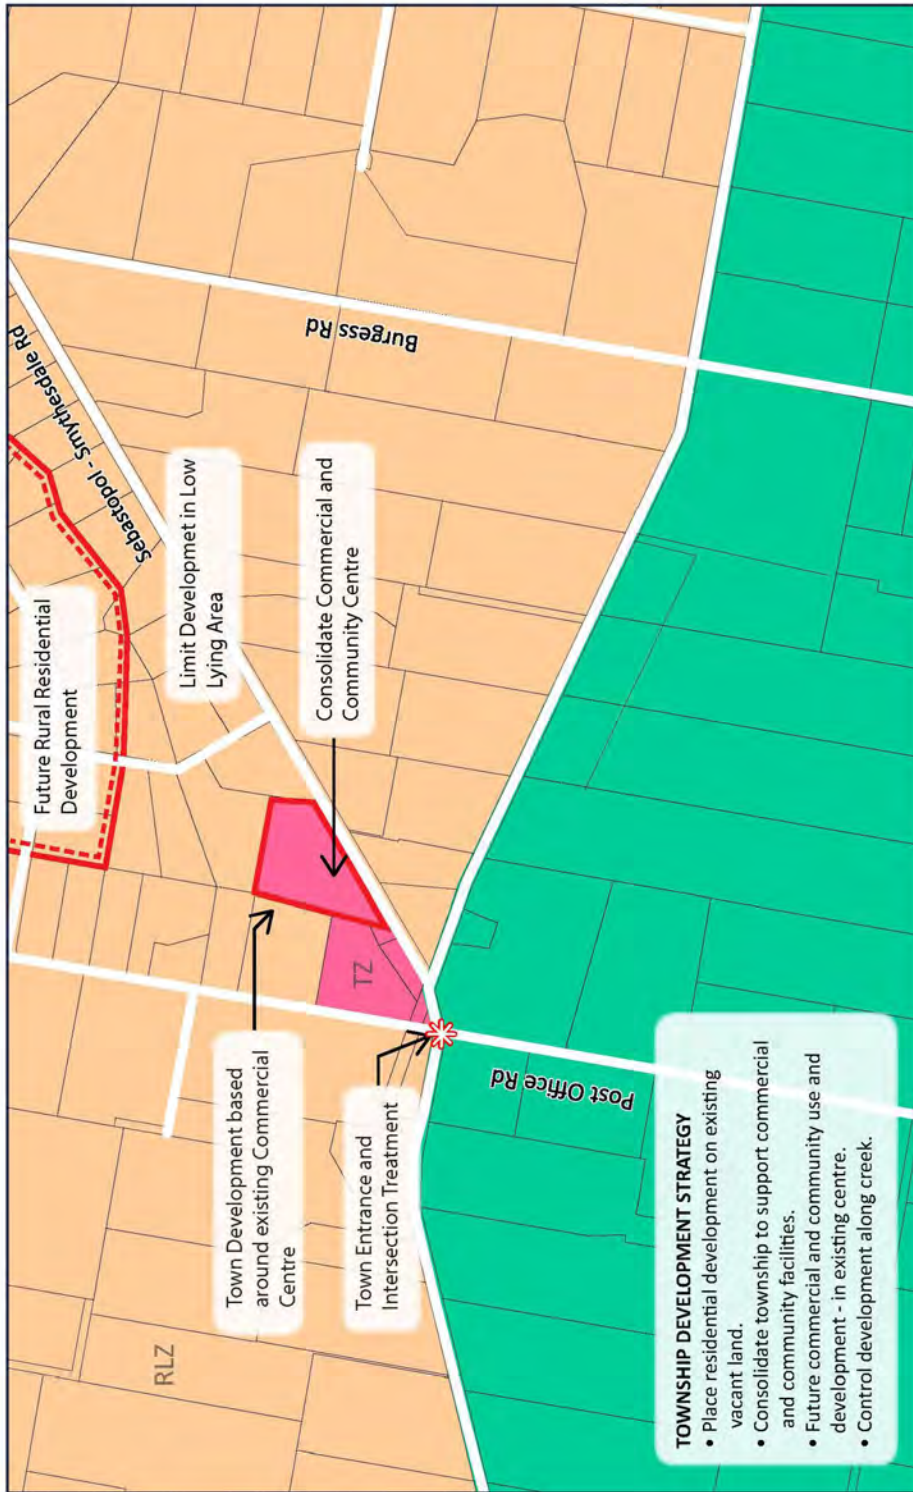 Future Rural Residential
Development
Sebastopol - Smythesdale Rd
Burgess Rd
Limit Developmet in Low
Lying Area
Consolidate Commercial and
Community Centre
Town Development based
around existing Commercial
Centre
TZ
Town Entrance and
Intersection Treatment
RLZ
Post Office Rd
TOWNSHIP DEVELOPMENT STRATEGY
• Place residential development on existing
vacant land.
• Consolidate township to support commercial
and community facilities.
• Future commercial and community use and
development - in existing centre.
• Control development along creek.